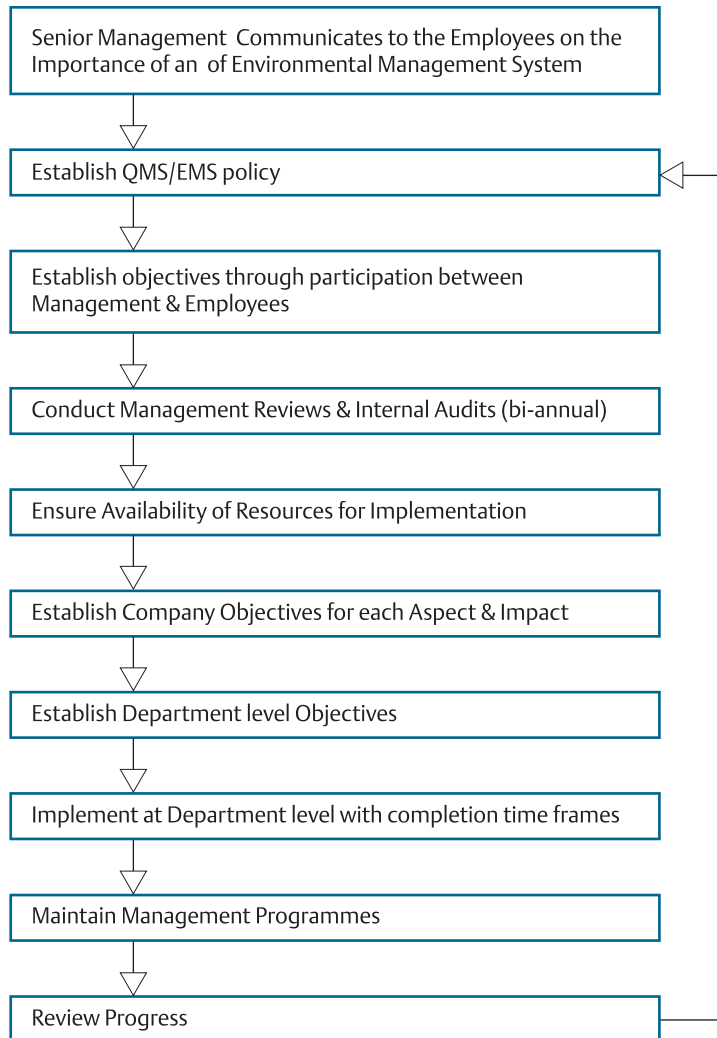 Senior Management  Communicates to the Employees on the
Importance of an  of Environmental Management System
Establish QMS/EMS policy
Establish objectives through participation between
Management & Employees
Conduct Management Reviews & Internal Audits (bi-annual)
Ensure Availability of Resources for Implementation
Establish Company Objectives for each Aspect & Impact
Establish Department level Objectives
Implement at Department level with completion time frames
Maintain Management Programmes
Review Progress